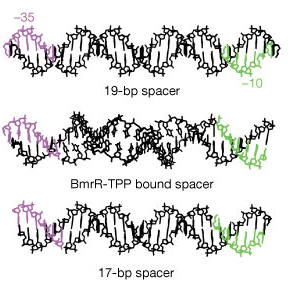 −35
−10
19-bp spacer
BmrR-TPP bound spacer
17-bp spacer